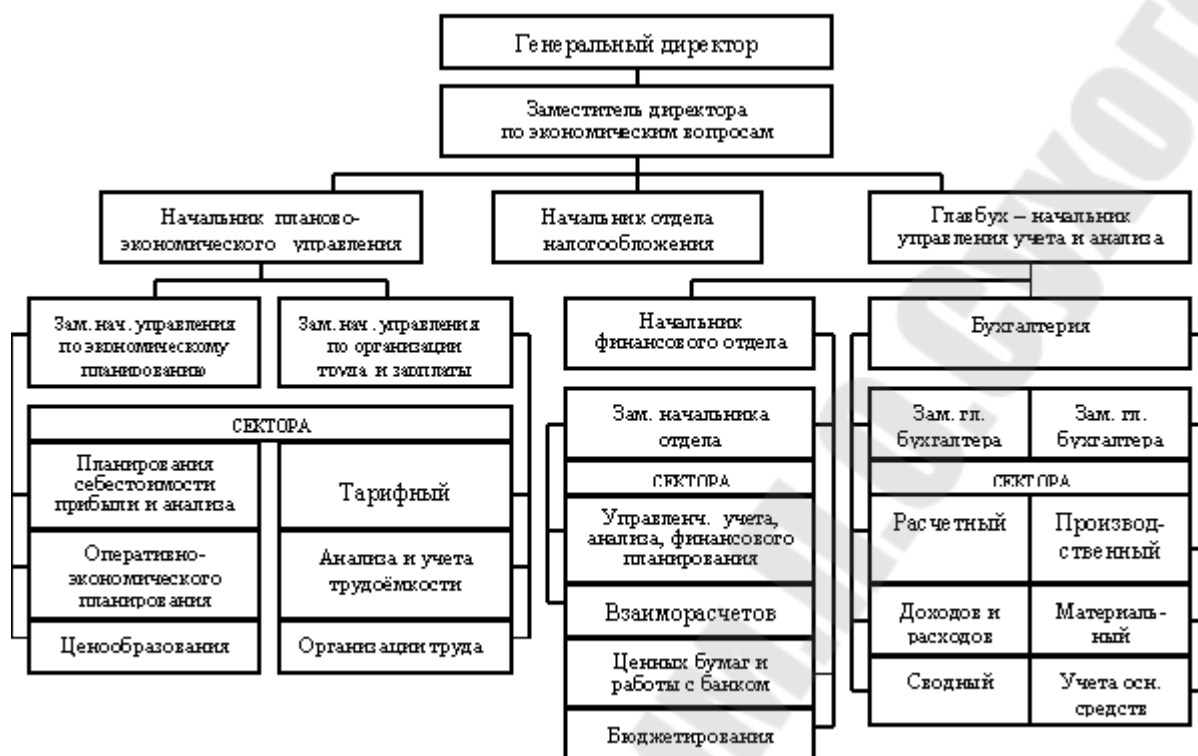 Генеральный директор
Заместитель директора
по экономическим вопросам
Начальник планово-
экономического управления
Начальник отдела
налогообложения
Главбух – начальник
управления учета и анализа
Зам. нач. управления
по экономическому
планированию
Зам. нач. управления
по организации
труда и зарплаты
Начальник
финансового отдела
Бухгалтерия
СЕКТОРА
Планирования
себестоимости
прибыли и анализа
Оперативно-
экономического
планирования
Ценообразования
Тарифный
Анализа и учета
трудоёмкости
Организации труда
Зам. начальника
отдела
СЕКТОРА
Управленч. учета,
анализа, финансового
планирования
Взаиморасчетов
Ценных бумаг и
работы с банком
Бюджетирования
Зам. гл.
бухгалтера
Зам. гл.
бухгалтера
СЕКТОРА
Расчетный
Доходов и
расходов
Сводный
Производ-
ственный
Материаль-
ный
Учета осн.
средств